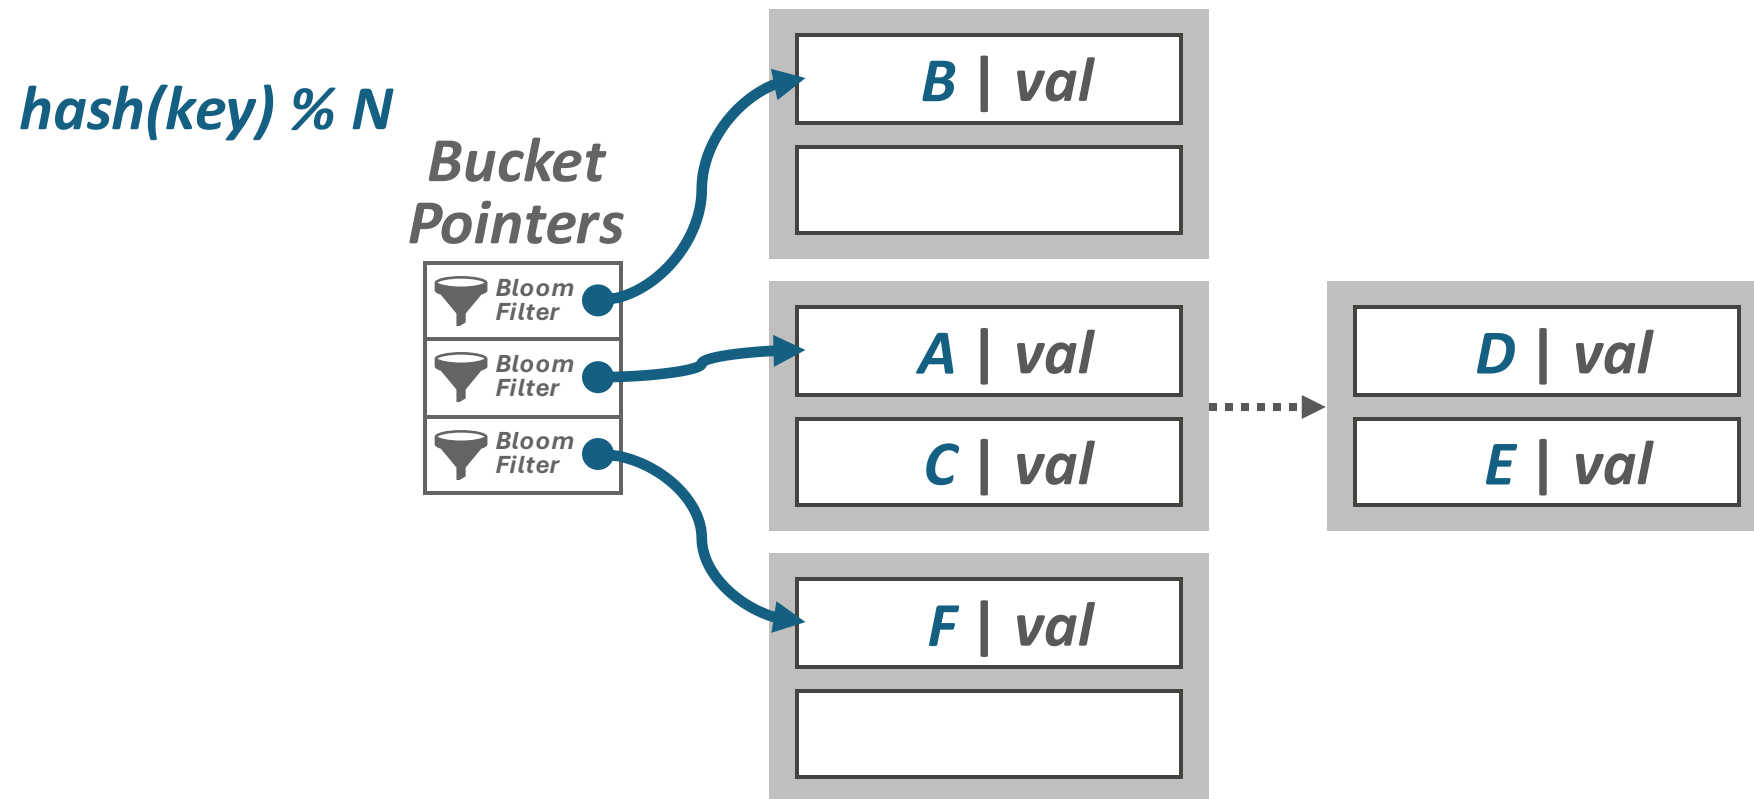 hash(key) % N
Bucket
Pointers
Bloom
Filter
Bloom
Filter
Bloom
Filter
B | val
A | val
C | val
D | val
E | val
F | val